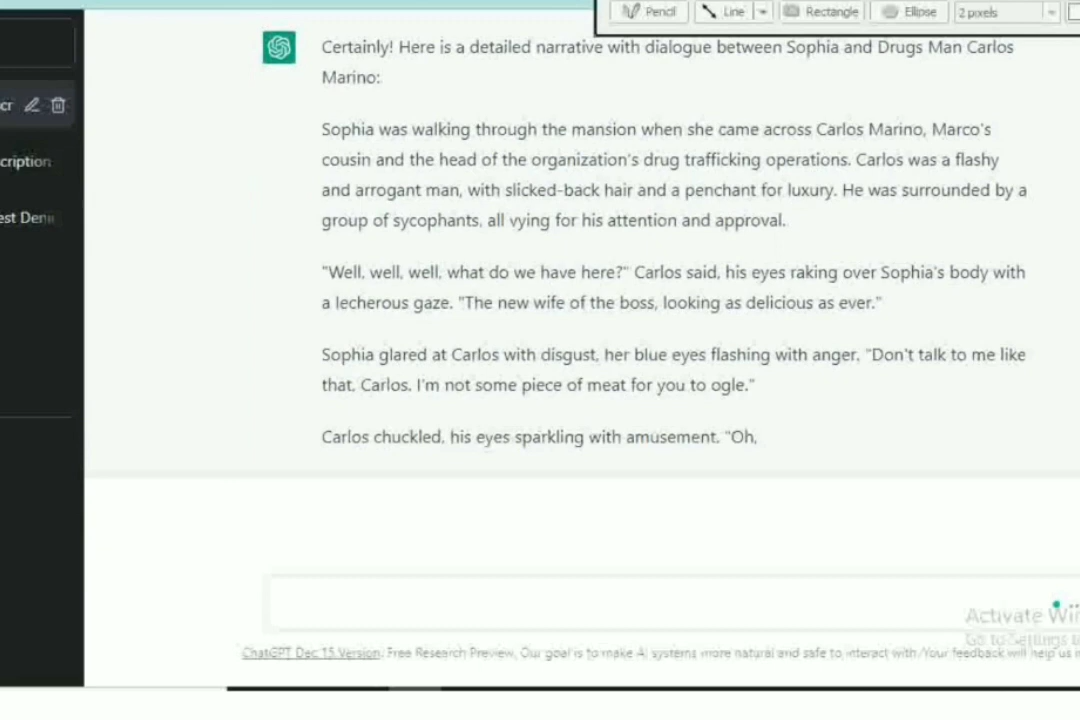 Pencil Line Rectangle Ellipse 2 pixels
Certainly! Here is a detailed narrative with dialogue between Sophia and Drugs Man Carlos
Marino:
cr
Sophia was walking through the mansion when she came across Carlos Marino, Marco's
cription
cousin and the head of the organization's drug trafficking operations. Carlos was a flashy
and arrogant man, with slicked-back hair and a penchant for luxury. He was surrounded by a
est Dem
group of sycophants, all vying for his attention and approval.
"Well, well, well, what do we have here?" Carlos said, his eyes raking over Sophia's body with
a lecherous gaze. "The new wife of the boss, looking as delicious as ever."
Sophia glared at Carlos with disgust, her blue eyes flashing with anger. "Don't talk to me like
that, Carlos. I'm not some piece of meat for you to ogle."
Carlos chuckled, his eyes sparkling with amusement. "Oh,
Activate Win
Go to Settings to
ChatGPT Dec 15 Version. Free Research Preview. Our goal is to make AI systems more natural and safe to interact with. Your feedback will help us i